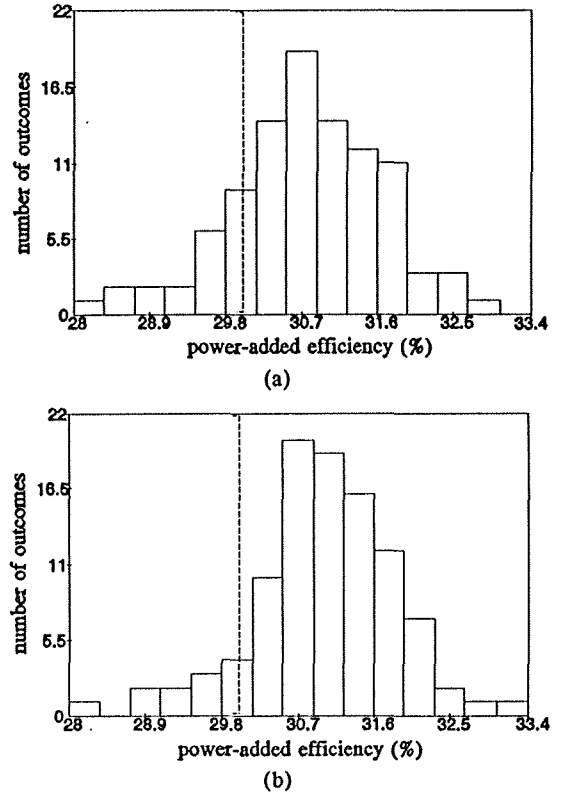 22
16.5
11
5.5
0
number of outcomes
28 28.9 29.8 30.7 31.6 32.5 33.4
power-added efficiency (%)
(a)
22
16.5
11
5.5
0
number of outcomes
28 28.9 29.8 30.7 31.6 32.5 33.4
power-added efficiency (%)
(b)